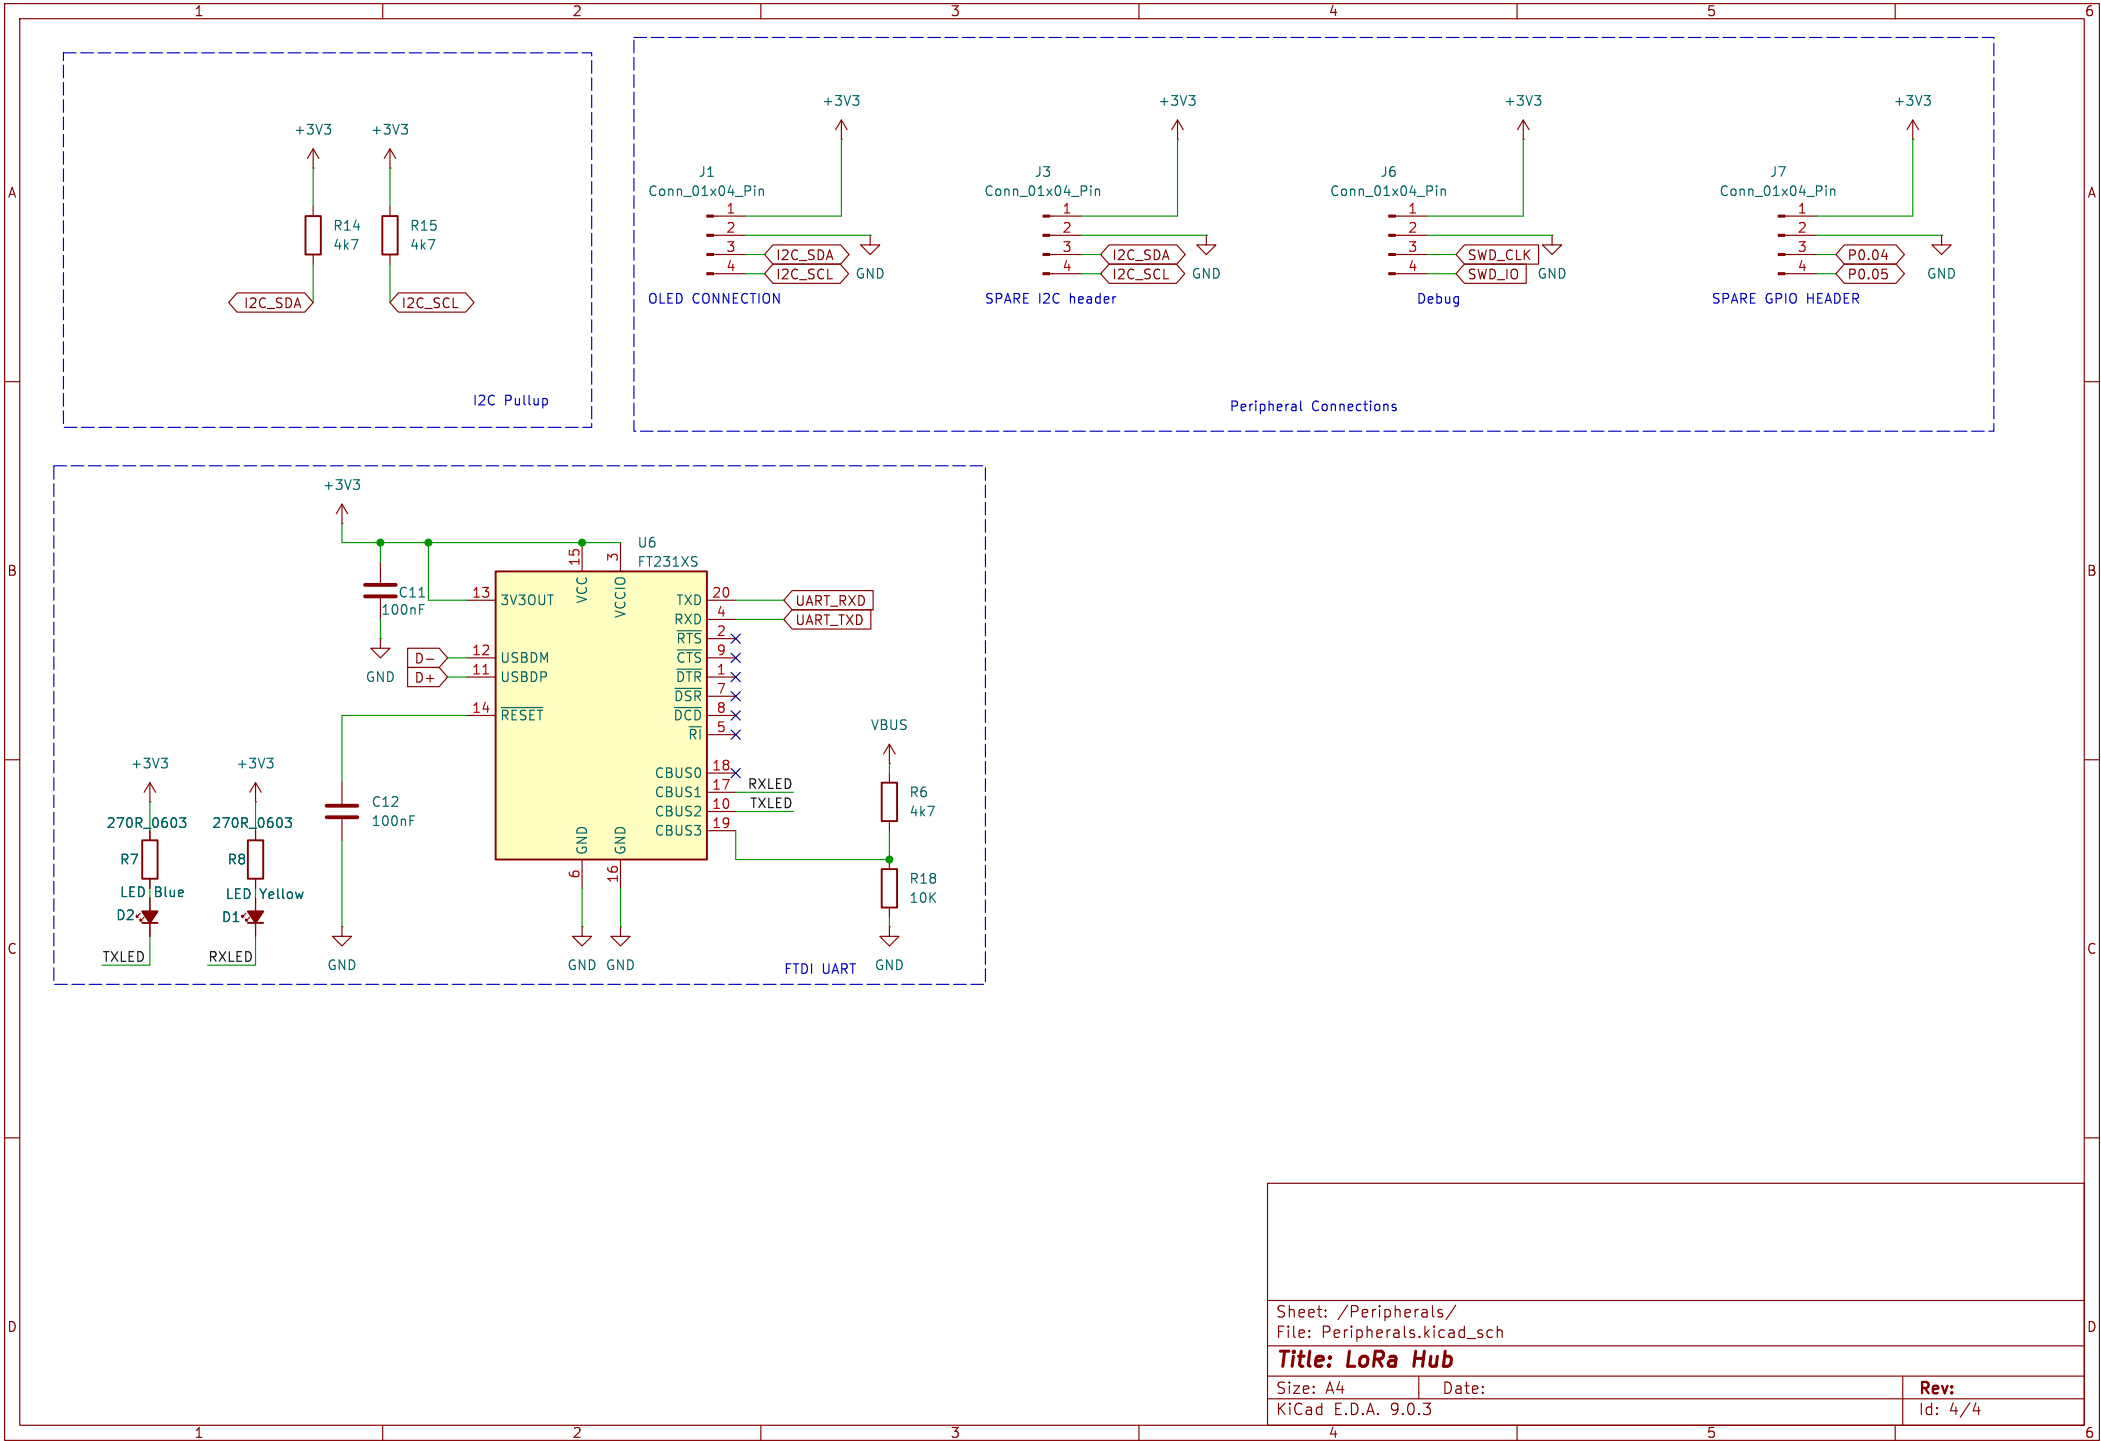 1 2 3 4 5 6
A A
B B
C C
D D
1 2 3 4 5 6
+3V3 +3V3
R14
4k7
R15
4k7
I2C_SDA I2C_SCL
I2C Pullup
+3V3
J1
Conn_01x04_Pin
1
2
3 I2C_SDA
4 I2C_SCL
GND
OLED CONNECTION
+3V3
J3
Conn_01x04_Pin
1
2
3 I2C_SDA
4 I2C_SCL
GND
SPARE I2C header
+3V3
J6
Conn_01x04_Pin
1
2
3 SWD_CLK
4 SWD_IO
GND
Debug
+3V3
J7
Conn_01x04_Pin
1
2
3 P0.04
4 P0.05
GND
SPARE GPIO HEADER
Peripheral Connections
+3V3
C11
100nF
GND
U6
FT231XS
15 VCC
3 VCCIO
13 3V3OUT
D- 12 USBDM
D+ 11 USBDP
14 RESET
TXD 20 UART_RXD
RXD 4 UART_TXD
RTS 2
CTS 9
DTR 1
DSR 7
DCD 8
RI 5
CBUS0 18
CBUS1 17 RXLED
CBUS2 10 TXLED
CBUS3 19
GND 6
GND 16
GND GND
C12
100nF
GND
+3V3
270R_0603
R7
LED Blue
D2
TXLED
+3V3
270R_0603
R8
LED Yellow
D1
RXLED
VBUS
R6
4k7
R18
10K
GND
FTDI UART
Sheet: /Peripherals/
File: Peripherals.kicad_sch
Title: LoRa Hub
Size: A4 Date: Rev:
KiCad E.D.A. 9.0.3 Id: 4/4